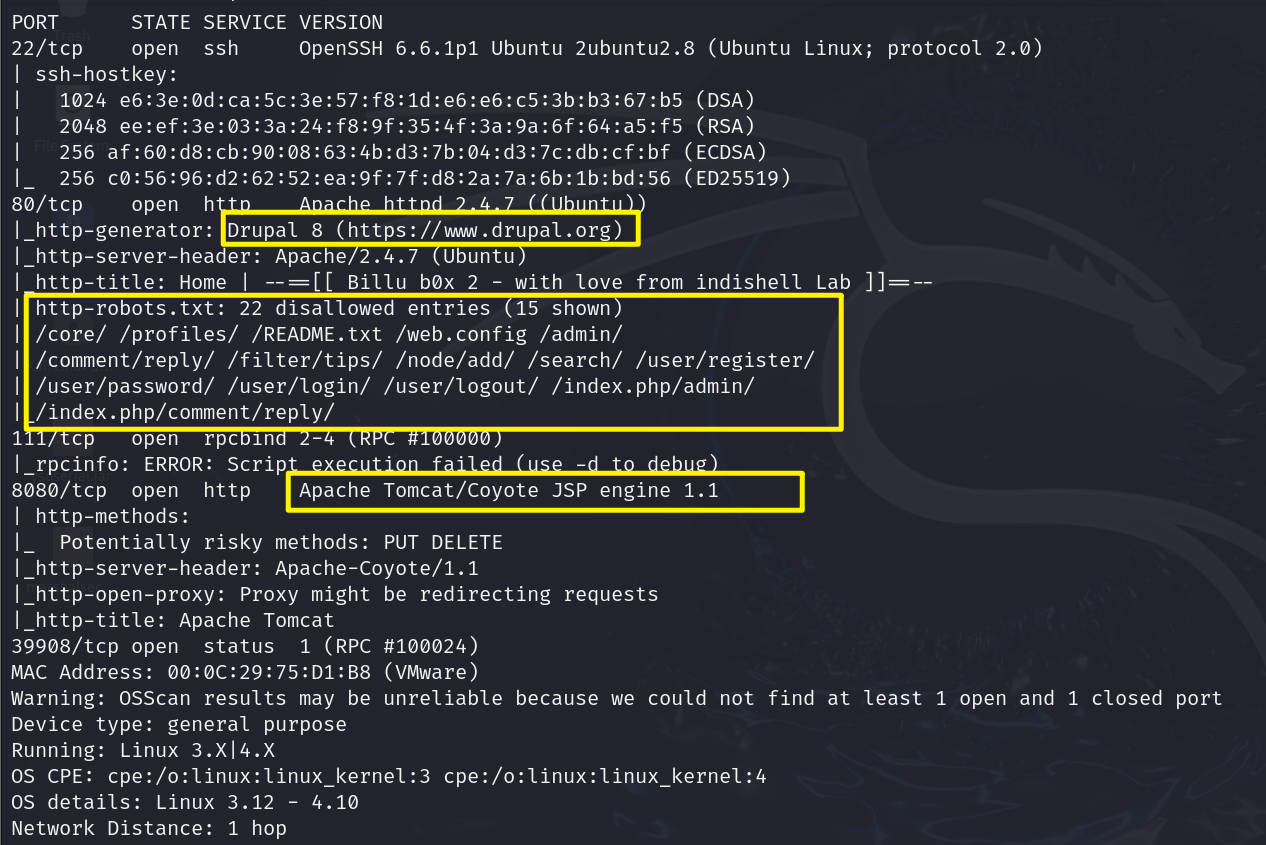 PORT      STATE SERVICE VERSION
22/tcp    open  ssh     OpenSSH 6.6.1p1 Ubuntu 2ubuntu2.8 (Ubuntu Linux; protocol 2.0)
| ssh-hostkey:
|   1024 e6:3e:0d:ca:5c:3e:57:f8:1d:e6:e6:c5:3b:b3:67:b5 (DSA)
|   2048 ee:ef:3e:03:3a:24:f8:9f:35:4f:3a:9a:6f:64:a5:f5 (RSA)
|   256 af:60:d8:cb:90:08:63:4b:d3:7b:04:d3:7c:db:cf:bf (ECDSA)
|_  256 c0:56:96:d2:62:52:ea:9f:7f:d8:2a:7a:6b:1b:bd:56 (ED25519)
80/tcp    open  http    Apache httpd 2.4.7 ((Ubuntu))
|_http-generator: Drupal 8 (https://www.drupal.org)
|_http-server-header: Apache/2.4.7 (Ubuntu)
|_http-title: Home | --==[[ Billu b0x 2 - with love from indishell Lab ]]==--
| http-robots.txt: 22 disallowed entries (15 shown)
| /core/ /profiles/ /README.txt /web.config /admin/
| /comment/reply/ /filter/tips/ /node/add/ /search/ /user/register/
| /user/password/ /user/login/ /user/logout/ /index.php/admin/
|_/index.php/comment/reply/
111/tcp   open  rpcbind 2-4 (RPC #100000)
|_rpcinfo: ERROR: Script execution failed (use -d to debug)
8080/tcp  open  http    Apache Tomcat/Coyote JSP engine 1.1
| http-methods:
|_  Potentially risky methods: PUT DELETE
|_http-server-header: Apache-Coyote/1.1
|_http-open-proxy: Proxy might be redirecting requests
|_http-title: Apache Tomcat
39908/tcp open  status  1 (RPC #100024)
MAC Address: 00:0C:29:75:D1:B8 (VMware)
Warning: OSScan results may be unreliable because we could not find at least 1 open and 1 closed port
Device type: general purpose
Running: Linux 3.X|4.X
OS CPE: cpe:/o:linux:linux_kernel:3 cpe:/o:linux:linux_kernel:4
OS details: Linux 3.12 - 4.10
Network Distance: 1 hop